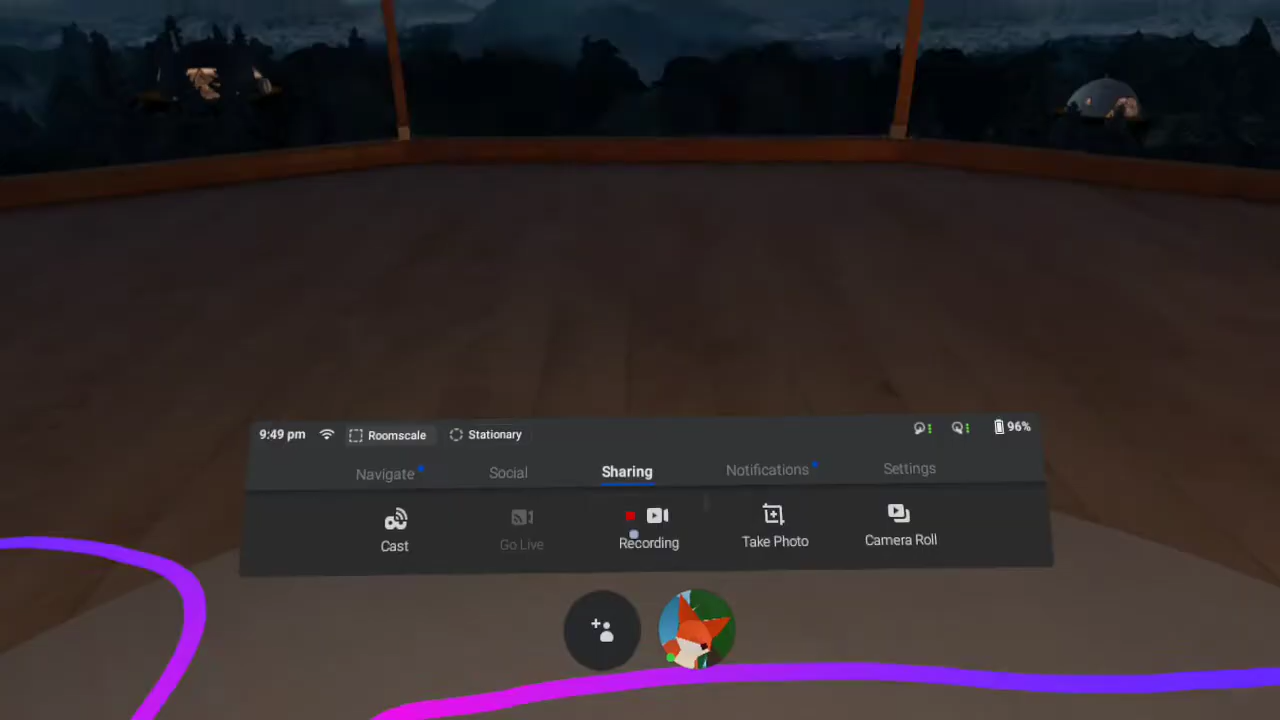 9:49 pm Roomscale Stationary 96%
Navigate Social Sharing Notifications Settings
Cast Go Live Recording Take Photo Camera Roll